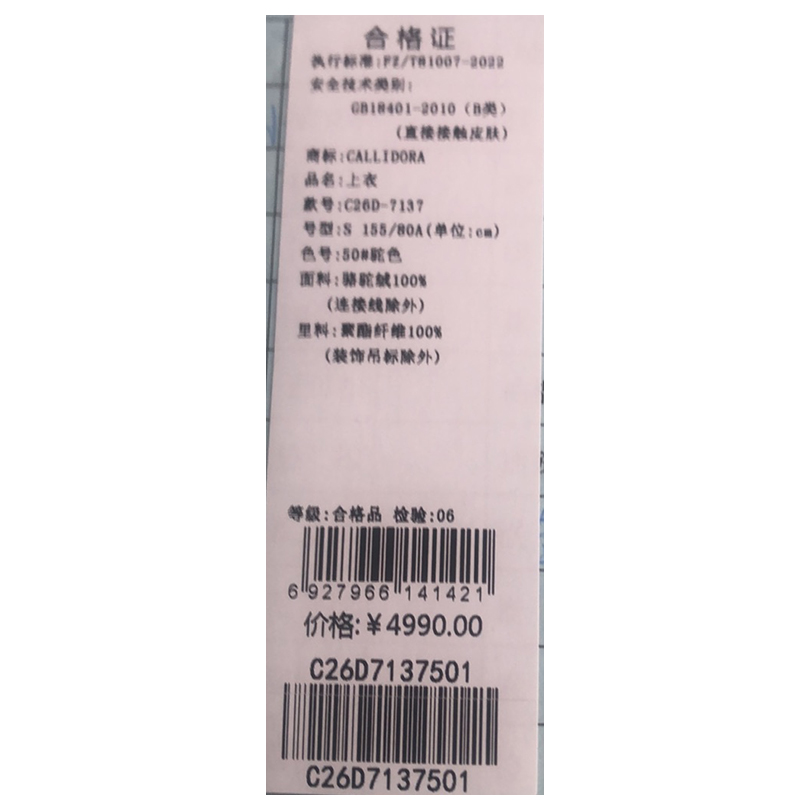 合格证
执行标准:FZ/T81007-2022
安全技术类别:
GB18401-2010（B类）
（直接接触皮肤）
商标:CALLIDORA
品名:上衣
款号:C26D-7137
号型:S 155/80A(单位:cm)
色号:50#驼色
面料:骆驼绒100%
(连接线除外)
里料:聚酯纤维100%
(装饰吊标除外)
等级:合格品 检验:06
6 927966 141421
价格:¥4990.00
C26D7137501
C26D7137501